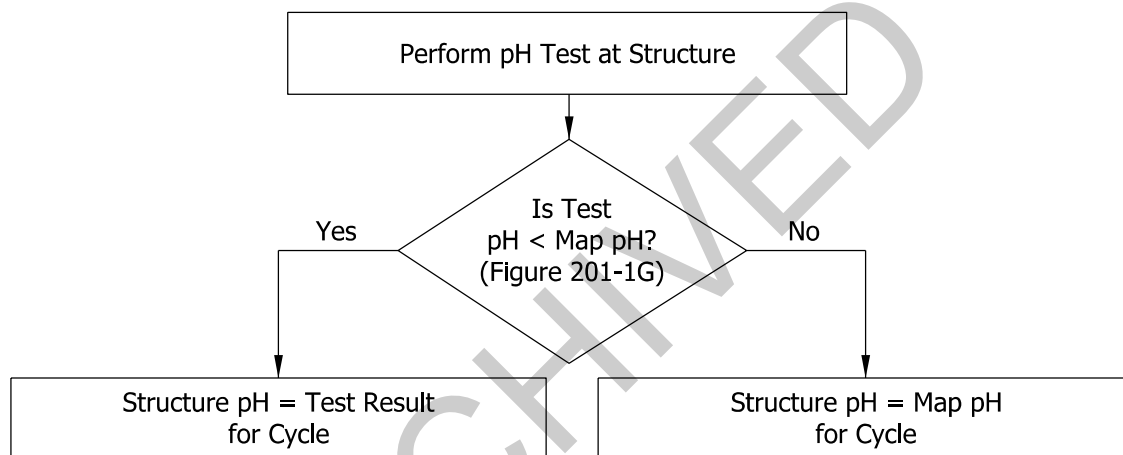 Perform pH Test at Structure
Is Test
pH < Map pH?
(Figure 201-1G)
Yes
No
Structure pH = Test Result
for Cycle
Structure pH = Map pH
for Cycle
CHIVED